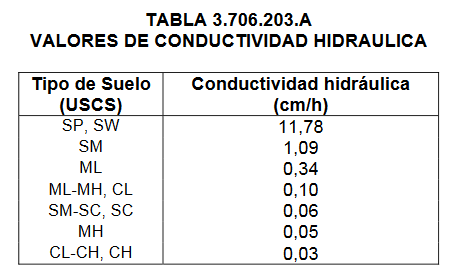 TABLA 3.706.203.A
VALORES DE CONDUCTIVIDAD HIDRAULICA
Tipo de Suelo (USCS) Conductividad hidráulica (cm/h)
SP, SW 11,78
SM 1,09
ML 0,34
ML-MH, CL 0,10
SM-SC, SC 0,06
MH 0,05
CL-CH, CH 0,03